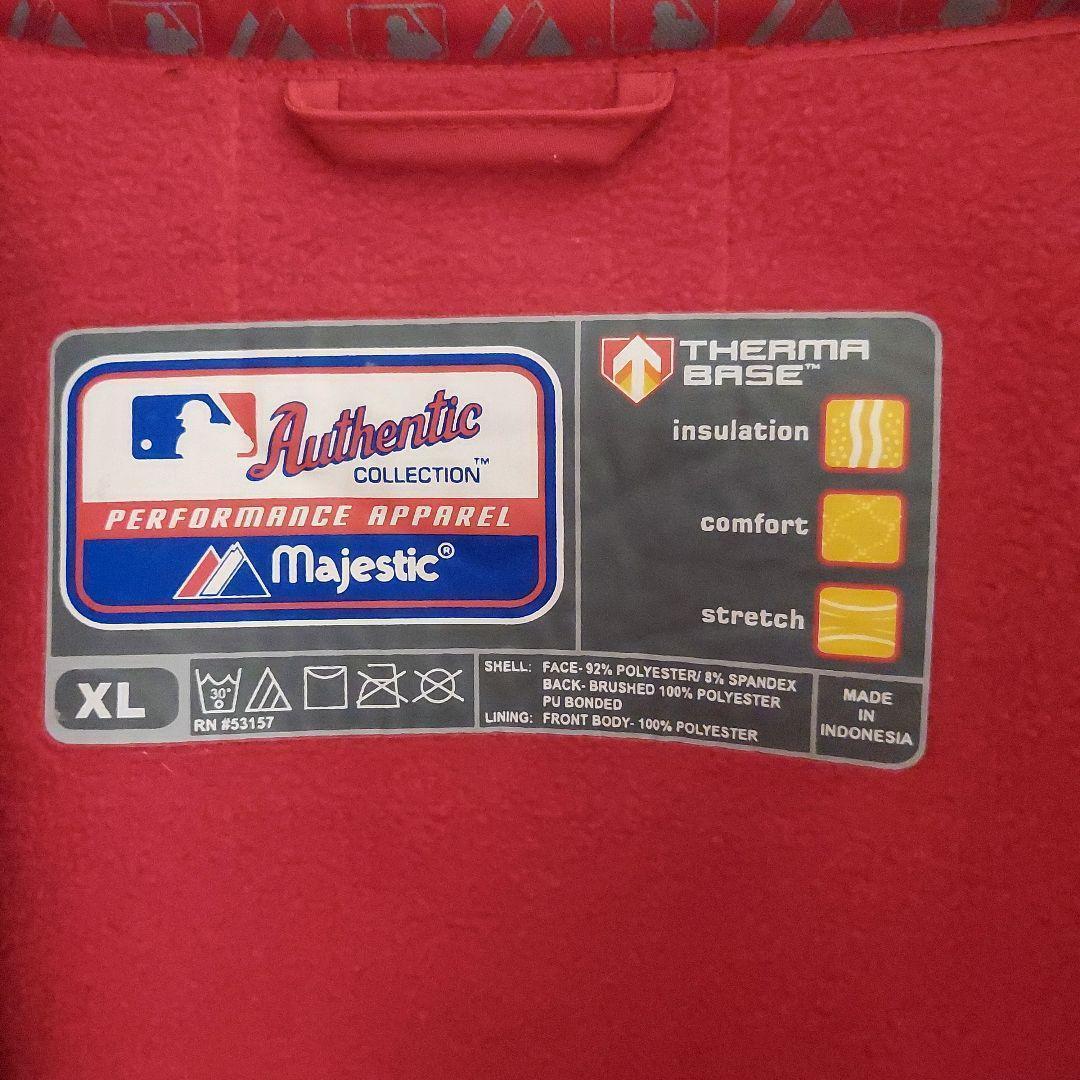 Authentic
COLLECTION™
PERFORMANCE APPAREL
Majestic®
THERMA
BASE™
insulation
comfort
stretch
XL
30°
RN #53157
SHELL: FACE- 92% POLYESTER/ 8% SPANDEX
BACK- BRUSHED 100% POLYESTER
PU BONDED
LINING: FRONT BODY- 100% POLYESTER
MADE
IN
INDONESIA